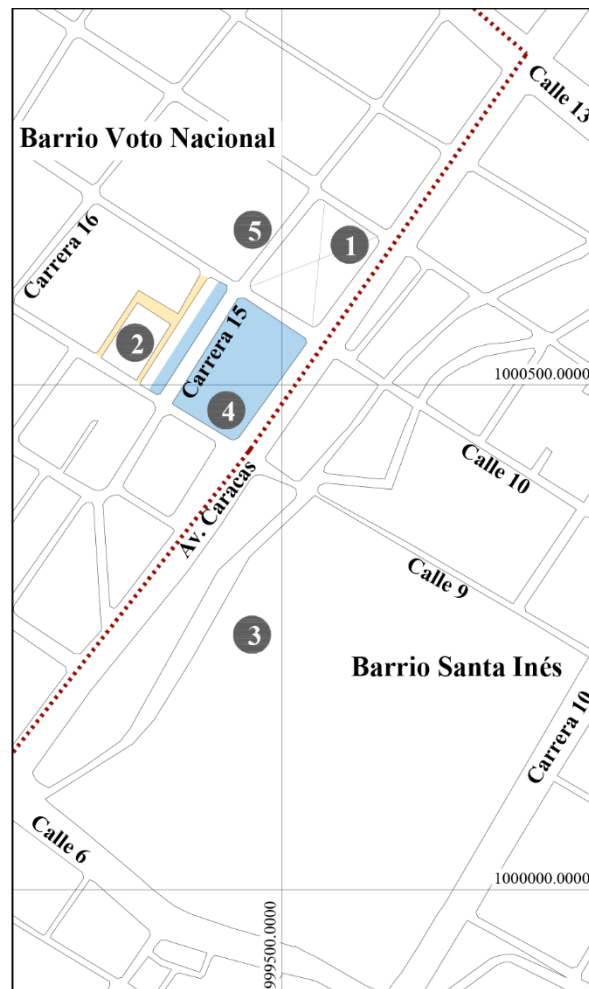 Calle 13
Barrio Voto Nacional
Carrera 16
5
1
2
Carrera 15
4
1000500.0000
Av. Caracas
Calle 10
Calle 9
3
Barrio Santa Inés
Carrera 10
Calle 6
1000000.0000
999500.0000